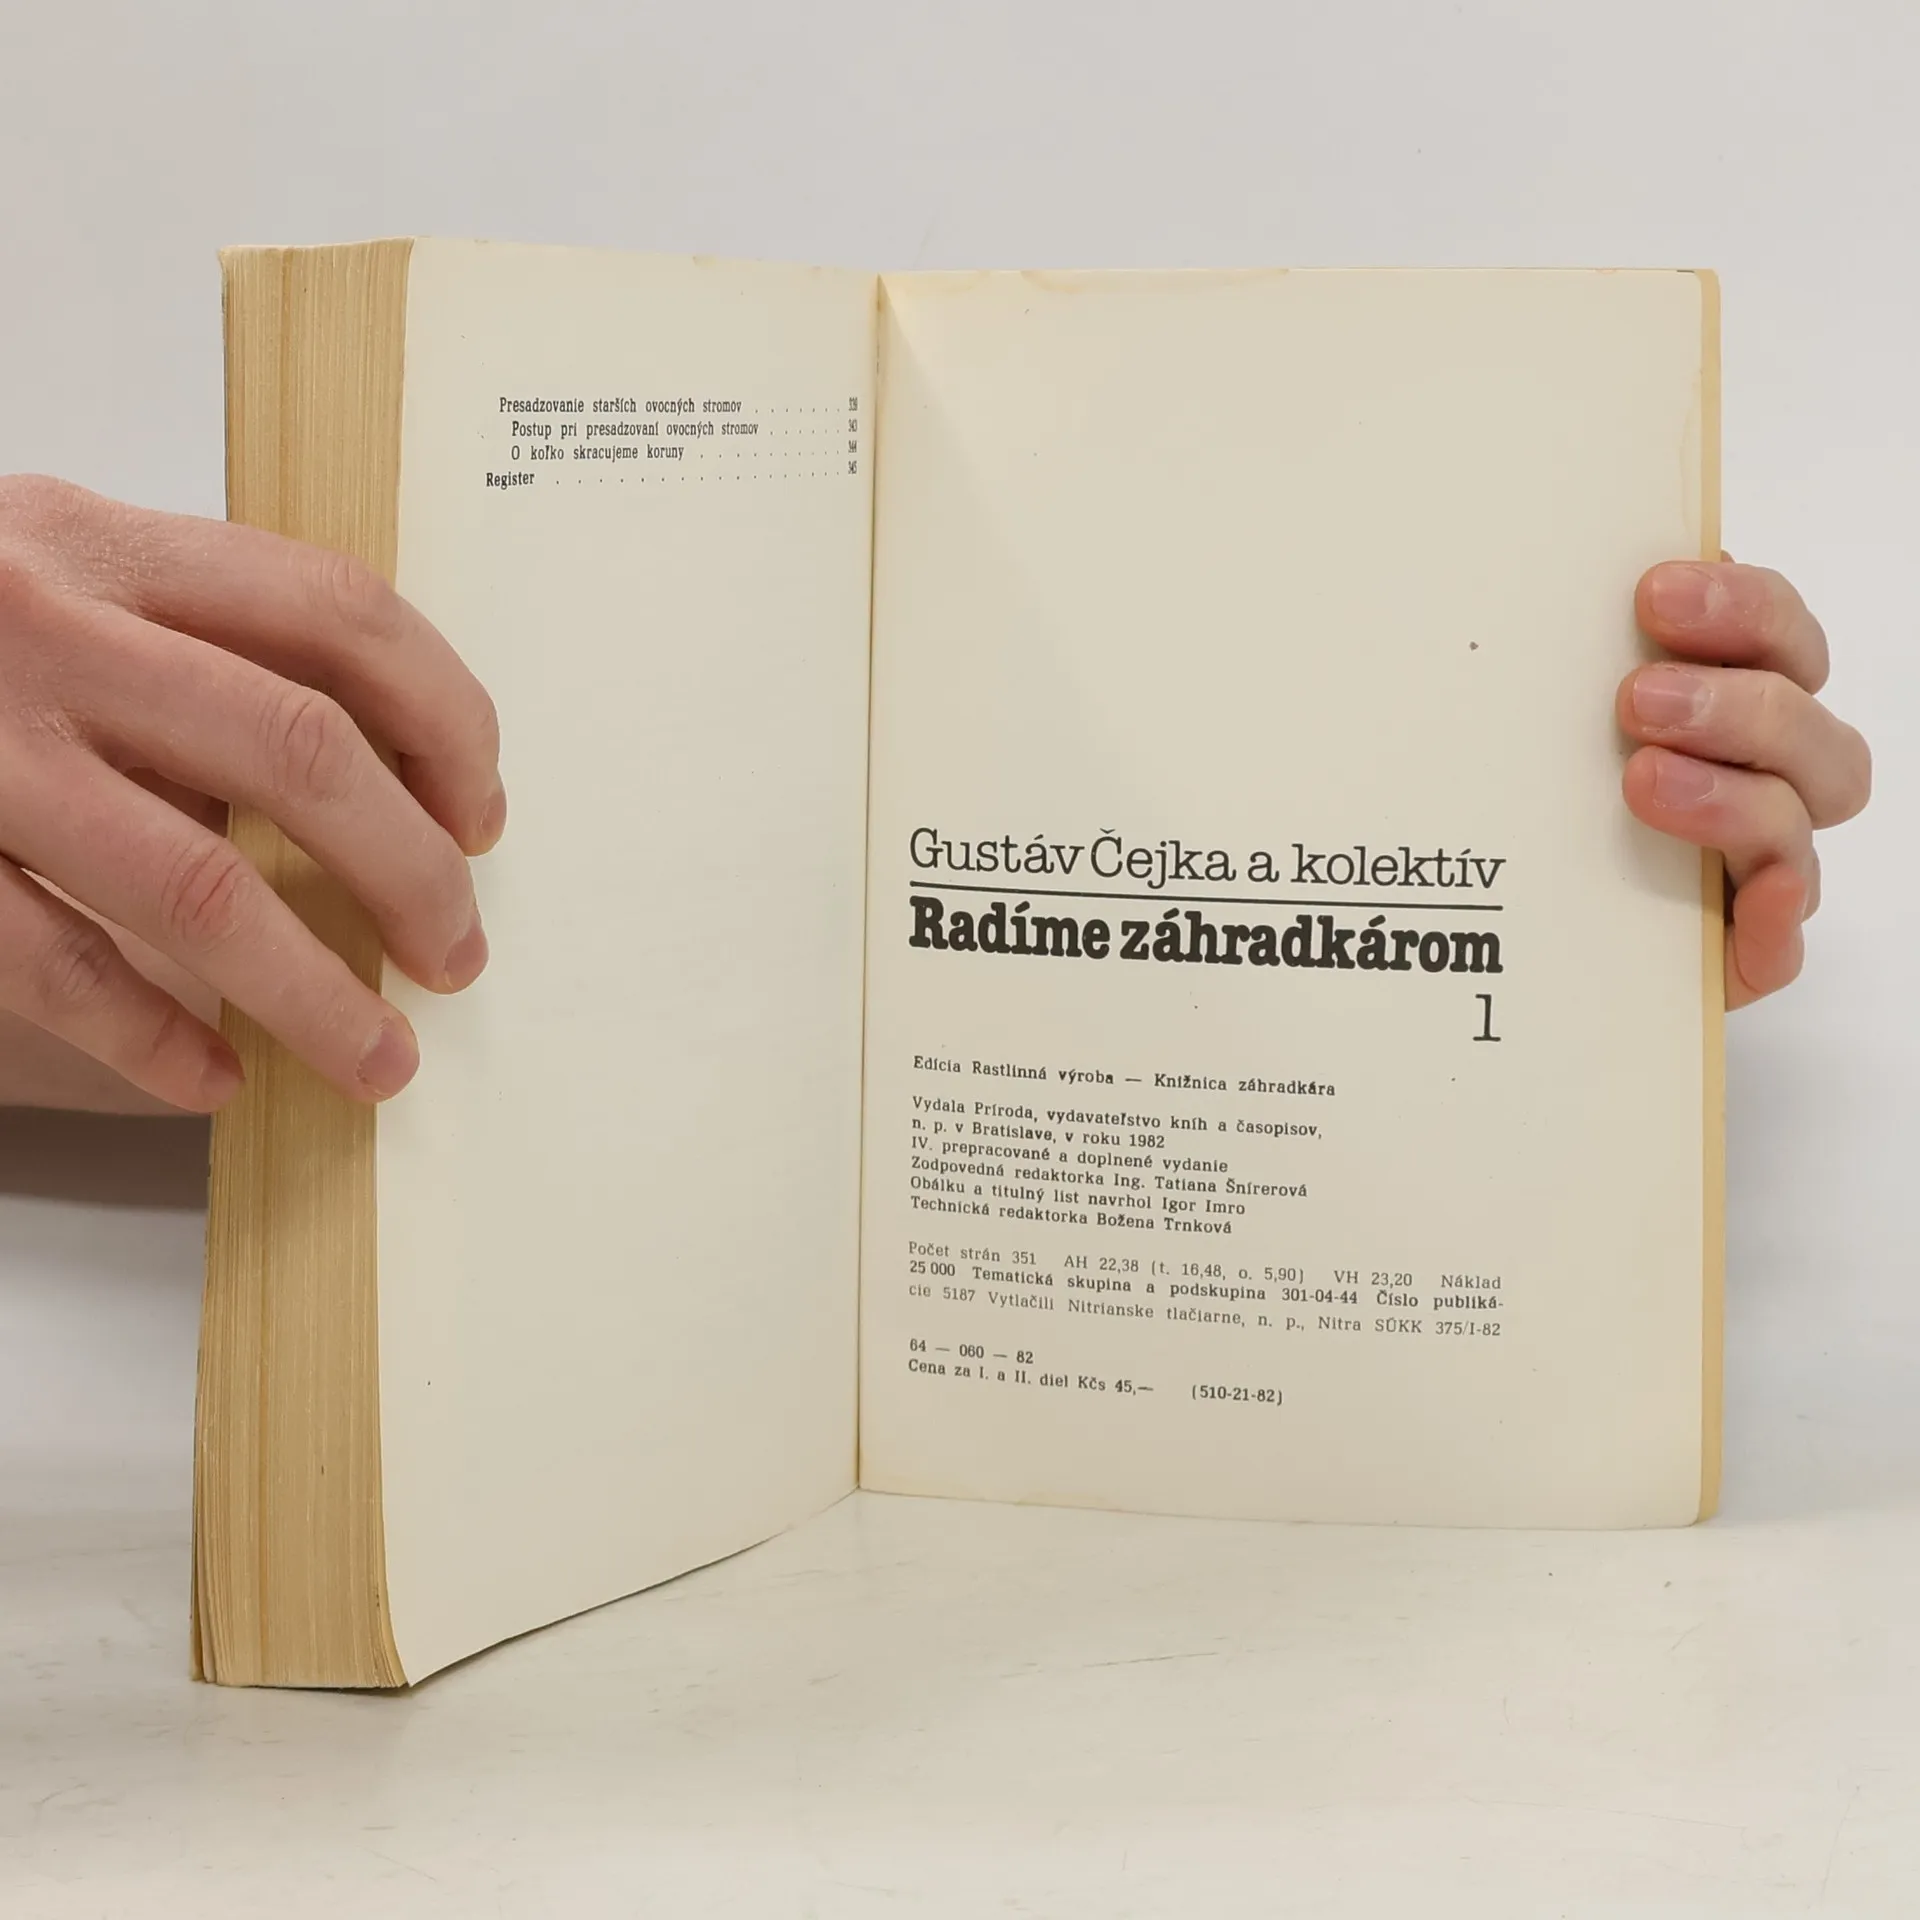 Presadzovanie starších ovocných stromov . . . . . . . 339
Postup pri presadzovaní ovocných stromov . . . . . . 343
O koľko skracujeme koruny . . . . . . . . . 344
Register . . . . . . . . . . . . . . 345
Gustáv Čejka a kolektív
Radíme záhradkárom
1
Edícia Rastlinná výroba — Knižnica záhradkára
Vydala Príroda, vydavateľstvo kníh a časopisov,
n. p. v Bratislave, v roku 1982
IV. prepracované a doplnené vydanie
Zodpovedná redaktorka Ing. Tatiana Šnírerová
Obálku a titulný list navrhol Igor Imro
Technická redaktorka Božena Trnková
Počet strán 351 AH 22,38 (t. 16,48, o. 5,90) VH 23,20 Náklad
25 000 Tematická skupina a podskupina 301-04-44 Číslo publiká-
cie 5187 Vytlačili Nitrianske tlačiarne, n. p., Nitra SÚKK 375/I-82
64 — 060 — 82
Cena za I. a II. diel Kčs 45,— (510-21-82)